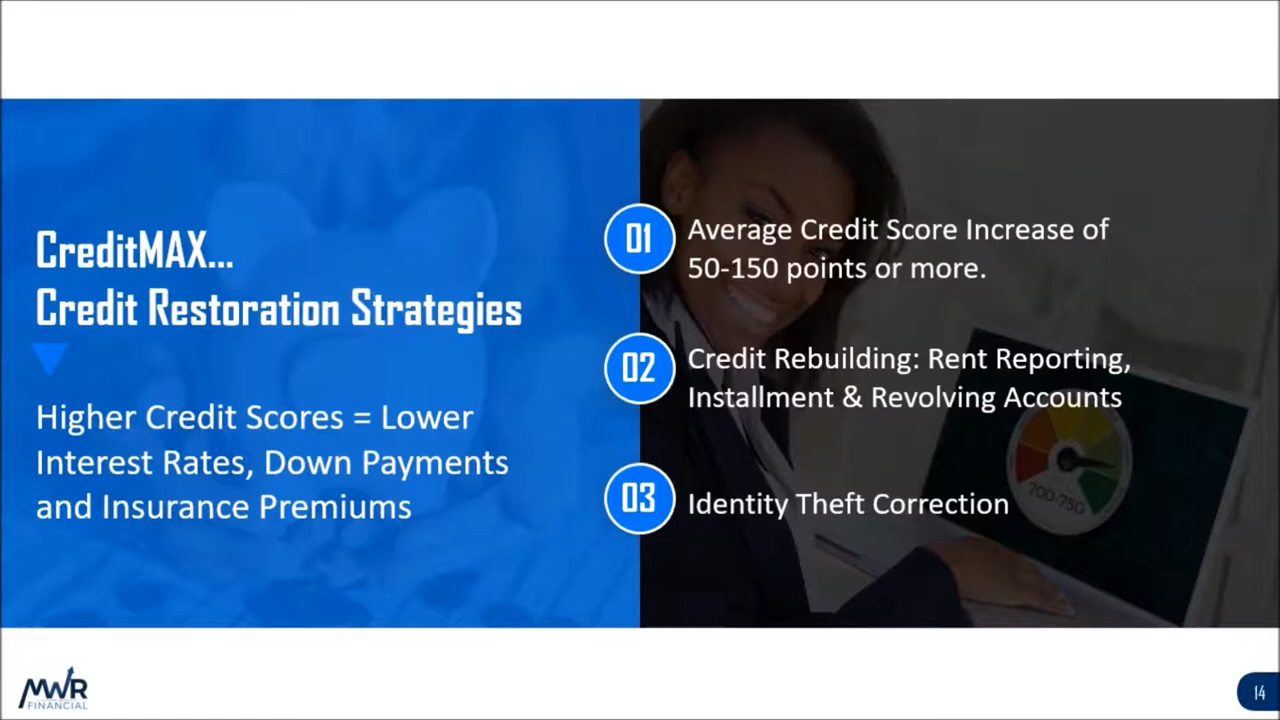 CreditMAX...
Credit Restoration Strategies
Higher Credit Scores = Lower
Interest Rates, Down Payments
and Insurance Premiums
01
Average Credit Score Increase of
50-150 points or more.
02
Credit Rebuilding: Rent Reporting,
Installment & Revolving Accounts
700-750
03
Identity Theft Correction
MWR
FINANCIAL
14